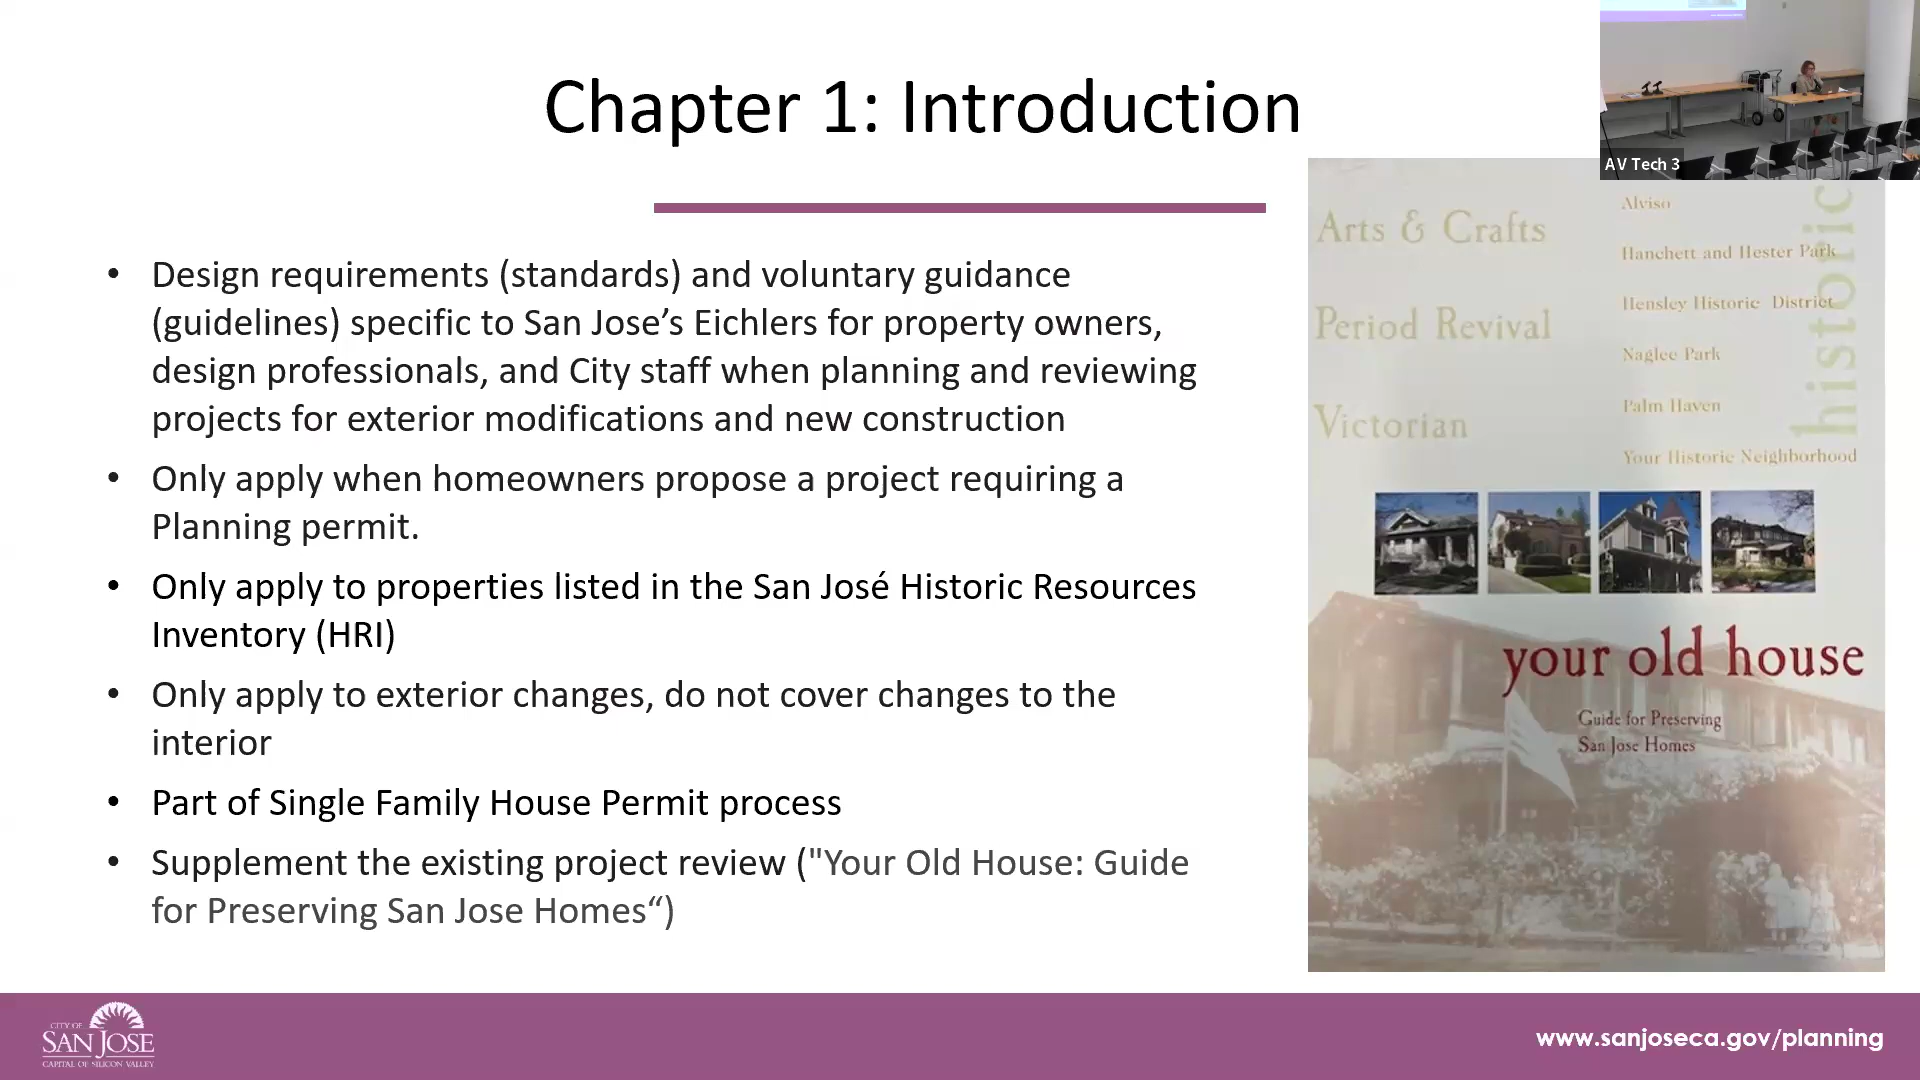 Chapter 1: Introduction
AV Tech 3
• Design requirements (standards) and voluntary guidance
(guidelines) specific to San Jose’s Eichlers for property owners,
design professionals, and City staff when planning and reviewing
projects for exterior modifications and new construction
• Only apply when homeowners propose a project requiring a
Planning permit.
• Only apply to properties listed in the San José Historic Resources
Inventory (HRI)
• Only apply to exterior changes, do not cover changes to the
interior
• Part of Single Family House Permit process
• Supplement the existing project review ("Your Old House: Guide
for Preserving San Jose Homes“)
Arts & Crafts
Period Revival
Victorian
Alviso
Hanchett and Hester Park
Hensley Historic District
Naglee Park
Palm Haven
Your Historic Neighborhood
historic
your old house
Guide for Preserving
San Jose Homes
CITY OF
SAN JOSE
CAPITAL OF SILICON VALLEY
www.sanjoseca.gov/planning